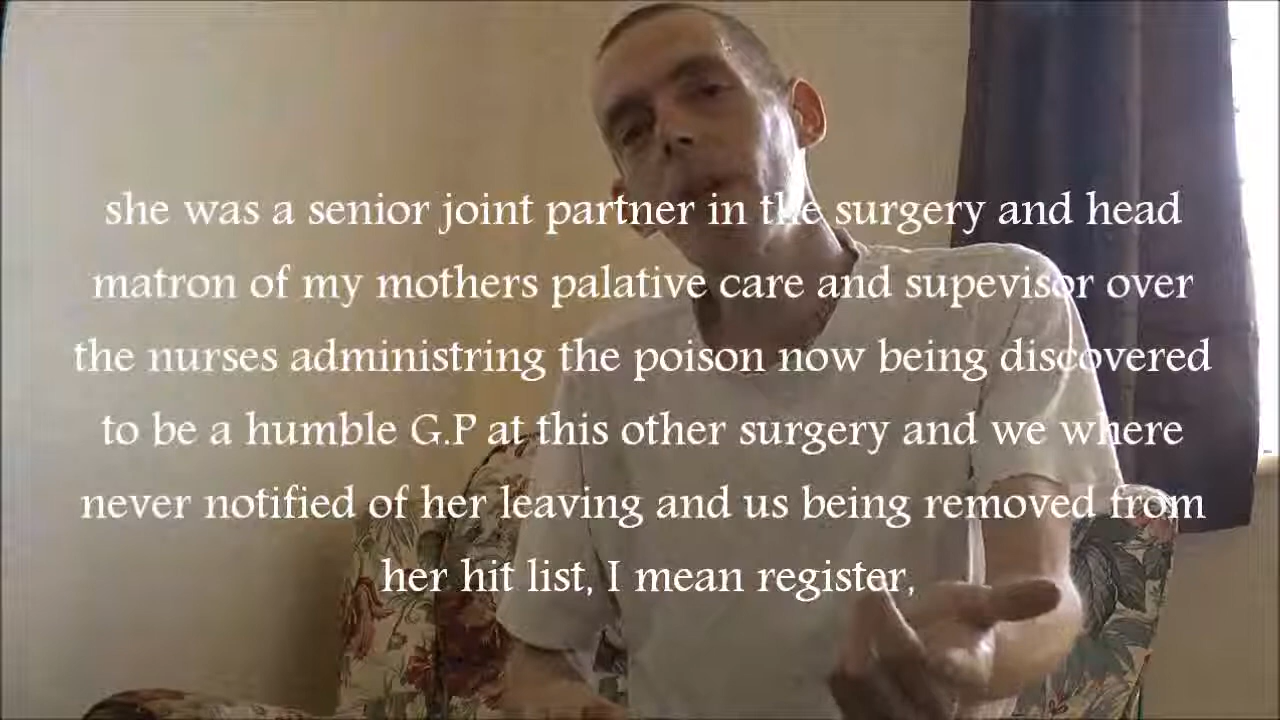 she was a senior joint partner in the surgery and head
matron of my mothers palative care and supevisor over
the nurses administring the poison now being discovered
to be a humble G.P at this other surgery and we where
never notified of her leaving and us being removed from
her hit list, I mean register,